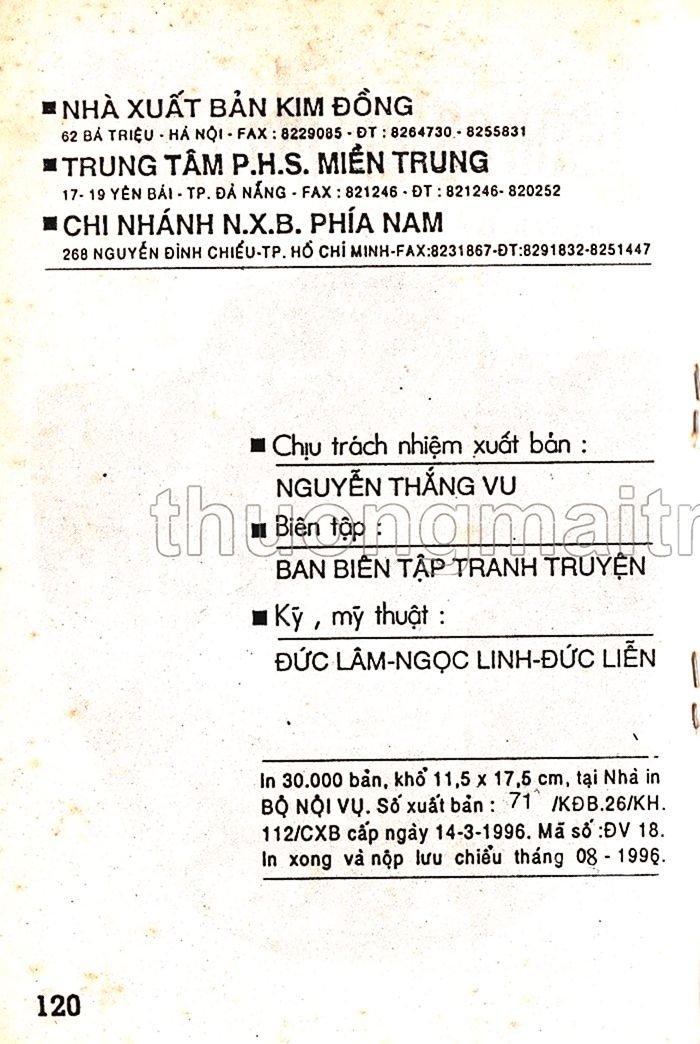 ■ NHÀ XUẤT BẢN KIM ĐỒNG
62 BÀ TRIỆU - HÀ NỘI - FAX : 8229085 - ĐT : 8264730 - 8255831
■ TRUNG TÂM P.H.S. MIỀN TRUNG
17- 19 YÊN BÁI - TP. ĐÀ NẴNG - FAX : 821246 - ĐT : 821246- 820252
■ CHI NHÁNH N.X.B. PHÍA NAM
268 NGUYỄN ĐÌNH CHIỂU-TP. HỒ CHÍ MINH-FAX:8231867-ĐT:8291832-8251447
■ Chịu trách nhiệm xuất bản :
NGUYỄN THẮNG VU
thuongmaitr
■ Biên tập :
BAN BIÊN TẬP TRANH TRUYỆN
■ Kỹ , mỹ thuật :
ĐỨC LÂM-NGỌC LINH-ĐỨC LIỄN
In 30.000 bản, khổ 11,5 x 17,5 cm, tại Nhà in
BỘ NỘI VỤ. Số xuất bản : 71 /KĐB.26/KH.
112/CXB cấp ngày 14-3-1996. Mã số :ĐV 18.
In xong và nộp lưu chiểu tháng 08 - 1996.
120